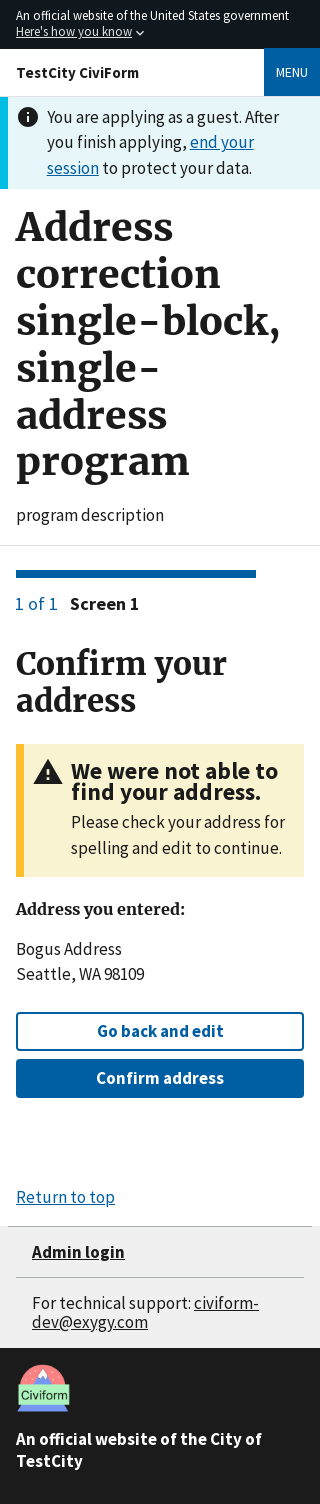 An official website of the United States government
Here's how you know
TestCity CiviForm
MENU
You are applying as a guest. After
you finish applying, end your
session to protect your data.
Address
correction
single-block,
single-
address
program
program description
1 of 1 Screen 1
Confirm your
address
We were not able to
find your address.
Please check your address for
spelling and edit to continue.
Address you entered:
Bogus Address
Seattle, WA 98109
Go back and edit
Confirm address
Return to top
Admin login
For technical support: civiform-
dev@exygy.com
Civiform
An official website of the City of
TestCity